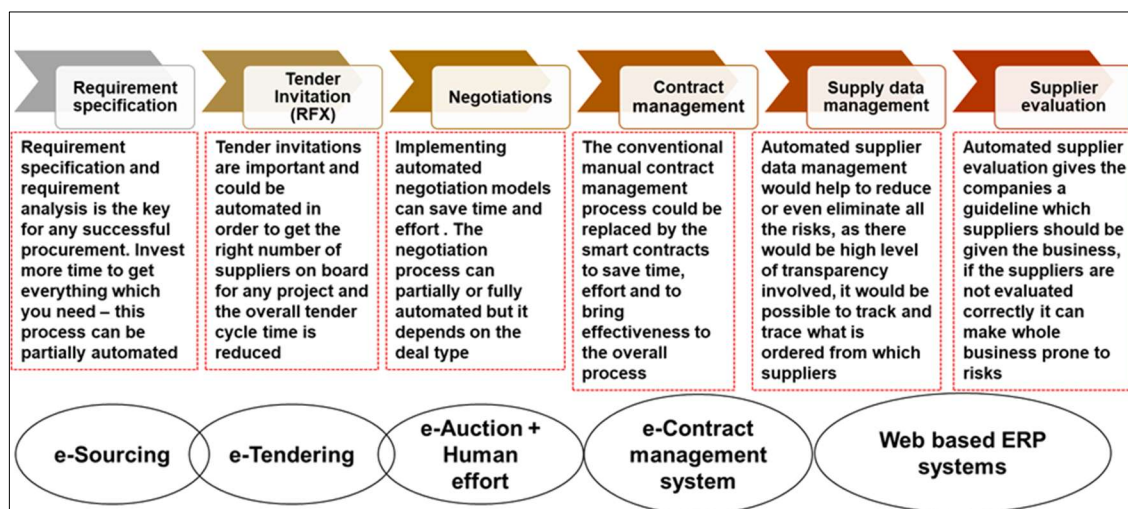 Requirement
specification
Tender
Invitation
(RFX)
Negotiations
Contract
management
Supply data
management
Supplier
evaluation
Requirement
specification and
requirement
analysis is the key
for any successful
procurement. Invest
more time to get
everything which
you need – this
process can be
partially automated
Tender invitations
are important and
could be
automated in
order to get the
right number of
suppliers on board
for any project and
the overall tender
cycle time is
reduced
Implementing
automated
negotiation models
can save time and
effort . The
negotiation
process can
partially or fully
automated but it
depends on the
deal type
The conventional
manual contract
management
process could be
replaced by the
smart contracts
to save time,
effort and to
bring
effectiveness to
the overall
process
Automated supplier
data management
would help to reduce
or even eliminate all
the risks, as there
would be high level
of transparency
involved, it would be
possible to track and
trace what is
ordered from which
suppliers
Automated supplier
evaluation gives the
companies a
guideline which
suppliers should be
given the business,
if the suppliers are
not evaluated
correctly it can
make whole
business prone to
risks
e-Sourcing
e-Tendering
e-Auction +
Human
effort
e-Contract
management
system
Web based ERP
systems